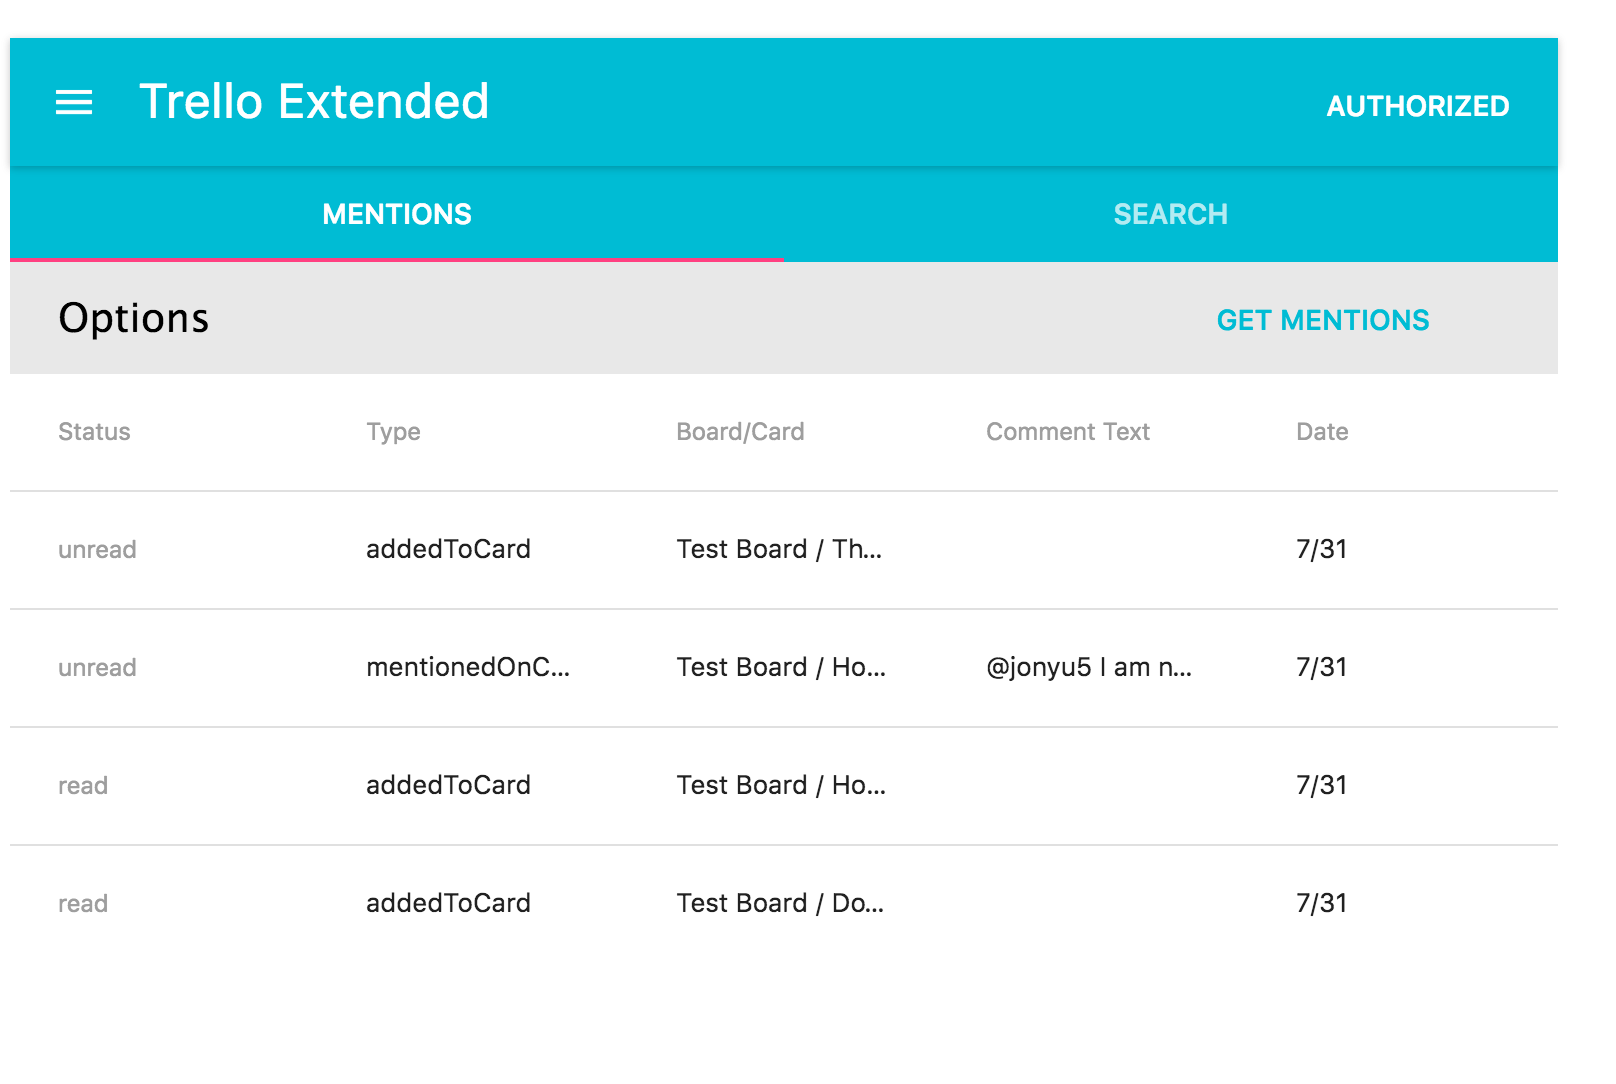 Trello Extended AUTHORIZED
MENTIONS SEARCH
Options GET MENTIONS
Status Type Board/Card Comment Text Date
unread addedToCard Test Board / Th... 7/31
unread mentionedOnC... Test Board / Ho... @jonyu5 I am n... 7/31
read addedToCard Test Board / Ho... 7/31
read addedToCard Test Board / Do... 7/31